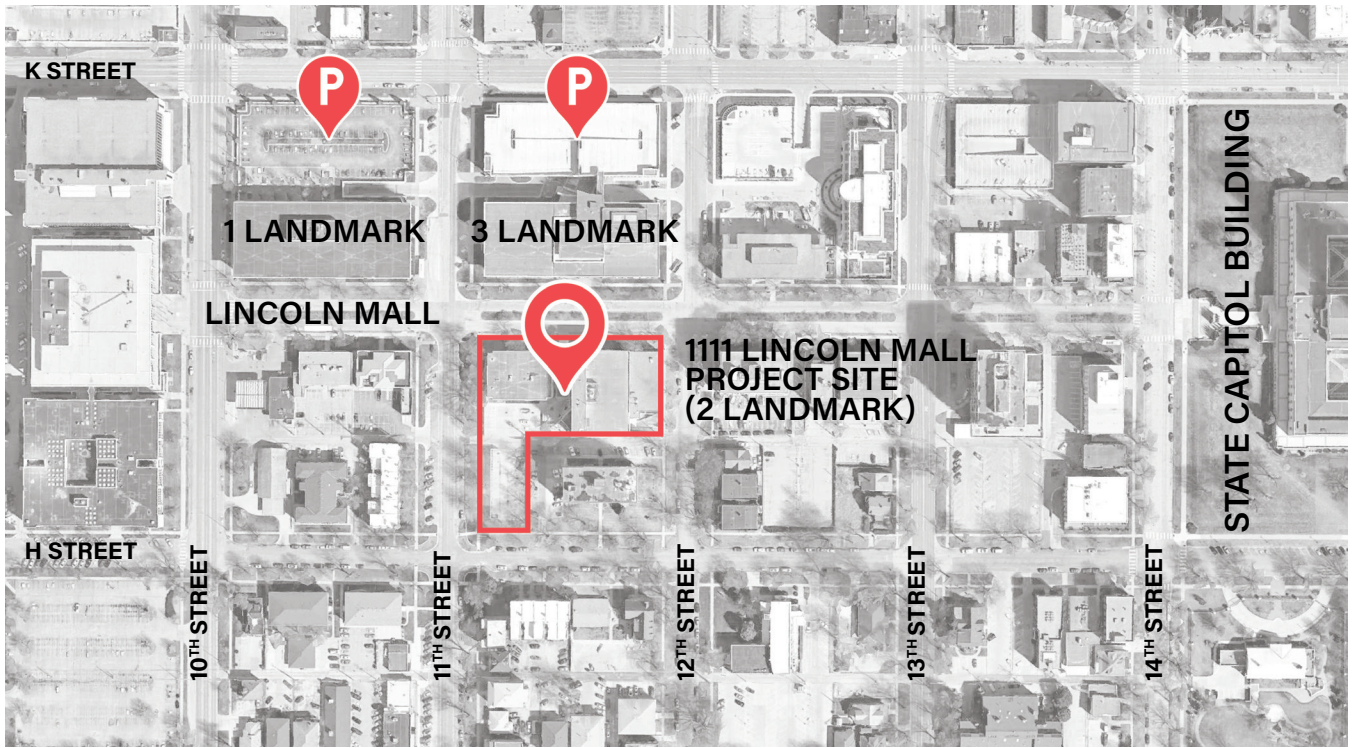 K STREET
P
P
1 LANDMARK
3 LANDMARK
LINCOLN MALL
1111 LINCOLN MALL
PROJECT SITE
(2 LANDMARK)
STATE CAPITOL BUILDING
H STREET
10TH STREET
11TH STREET
12TH STREET
13TH STREET
14TH STREET